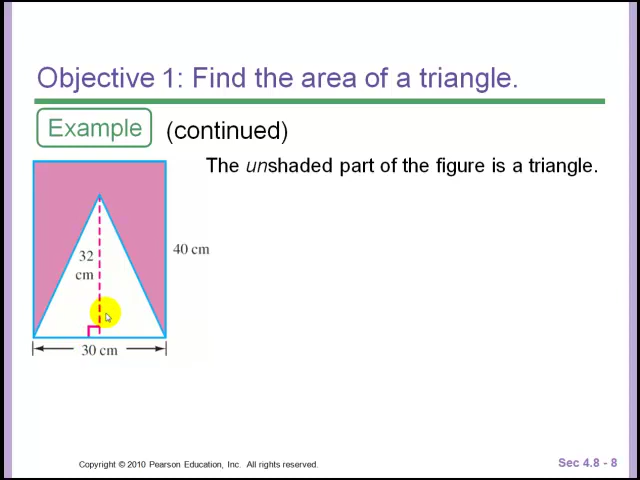 Objective 1: Find the area of a triangle.
Example (continued)
The unshaded part of the figure is a triangle.
32
cm
40 cm
30 cm
Copyright © 2010 Pearson Education, Inc. All rights reserved.
Sec 4.8 - 8